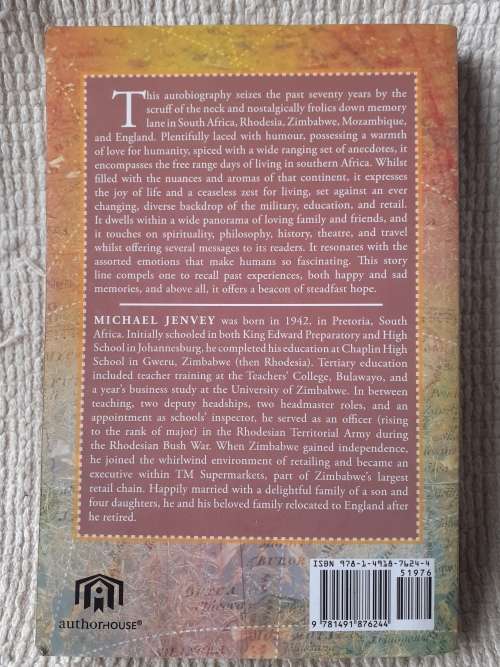 This autobiography seizes the past seventy years by the
scruff of the neck and nostalgically frolics down memory
lane in South Africa, Rhodesia, Zimbabwe, Mozambique,
and England. Plentifully laced with humour, possessing a warmth
of love for humanity, spiced with a wide ranging set of anecdotes, it
encompasses the free range days of living in southern Africa. Whilst
filled with the nuances and aromas of that continent, it expresses
the joy of life and a ceaseless zest for living, set against an ever
changing, diverse backdrop of the military, education, and retail.
It dwells within a wide panorama of loving family and friends, and
it touches on spirituality, philosophy, history, theatre, and travel
whilst offering several messages to its readers. It resonates with the
assorted emotions that make humans so fascinating. This story
line compels one to recall past experiences, both happy and sad
memories, and above all, it offers a beacon of steadfast hope.
MICHAEL JENVEY was born in 1942, in Pretoria, South
Africa. Initially schooled in both King Edward Preparatory and High
School in Johannesburg, he completed his education at Chaplin High
School in Gweru, Zimbabwe (then Rhodesia). Tertiary education
included teacher training at the Teachers' College, Bulawayo, and
a year's business study at the University of Zimbabwe. In between
teaching, two deputy headships, two headmaster roles, and an
appointment as schools' inspector, he served as an officer (rising
to the rank of major) in the Rhodesian Territorial Army during
the Rhodesian Bush War. When Zimbabwe gained independence,
he joined the whirlwind environment of retailing and became an
executive within TM Supermarkets, part of Zimbabwe's largest
retail chain. Happily married with a delightful family of a son and
four daughters, he and his beloved family relocated to England after
he retired.
ISBN 978-1-4918-7624-4
51976
9 781491 876244
authorHOUSE®